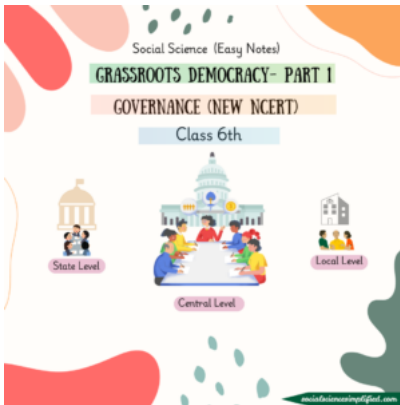 Social Science (Easy Notes)
GRASSROOTS DEMOCRACY- PART 1
GOVERNANCE (NEW NCERT)
Class 6th
State Level
Local Level
Central Level
socialsciencesimplified.com